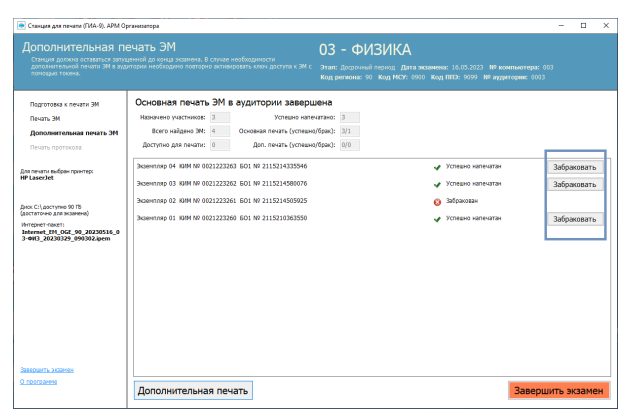 Станция для печати (ГИА-9). АРМ Организатора
Дополнительная печать ЭМ
Станция должна оставаться запущенной до конца экзамена. В случае необходимости
дополнительной печати ЭМ в аудитории необходимо повторно активировать ключ доступа к ЭМ с
помощью токена.
03 - ФИЗИКА
Этап: Досрочный период Дата экзамена: 16.05.2023 № компьютера: 003
Код региона: 90 Код МСУ: 0900 Код ППЭ: 9099 № аудитории: 0003
Подготовка к печати ЭМ
Печать ЭМ
Дополнительная печать ЭМ
Печать протокола
Для печати выбран принтер:
HP LaserJet
Диск C:\ доступно 90 ГБ
(достаточно для экзамена)
Интернет-пакет:
Internet_EM_OGE_90_20230516_0
3-ФИЗ_20230329_090302.ipem
Завершить экзамен
О программе
Основная печать ЭМ в аудитории завершена
Назначено участников: 3 Успешно напечатано: 3
Всего найдено ЭМ: 4 Основная печать (успешно/брак): 3/1
Доступно для печати: 0 Доп. печать (успешно/брак): 0/0
Экземпляр 04 КИМ № 0021223263 БО1 № 2115214335546 Успешно напечатан Забраковать
Экземпляр 03 КИМ № 0021223262 БО1 № 2115214580076 Успешно напечатан Забраковать
Экземпляр 02 КИМ № 0021223261 БО1 № 2115214505925 Забракован
Экземпляр 01 КИМ № 0021223260 БО1 № 2115210363550 Успешно напечатан Забраковать
Дополнительная печать
Завершить экзамен